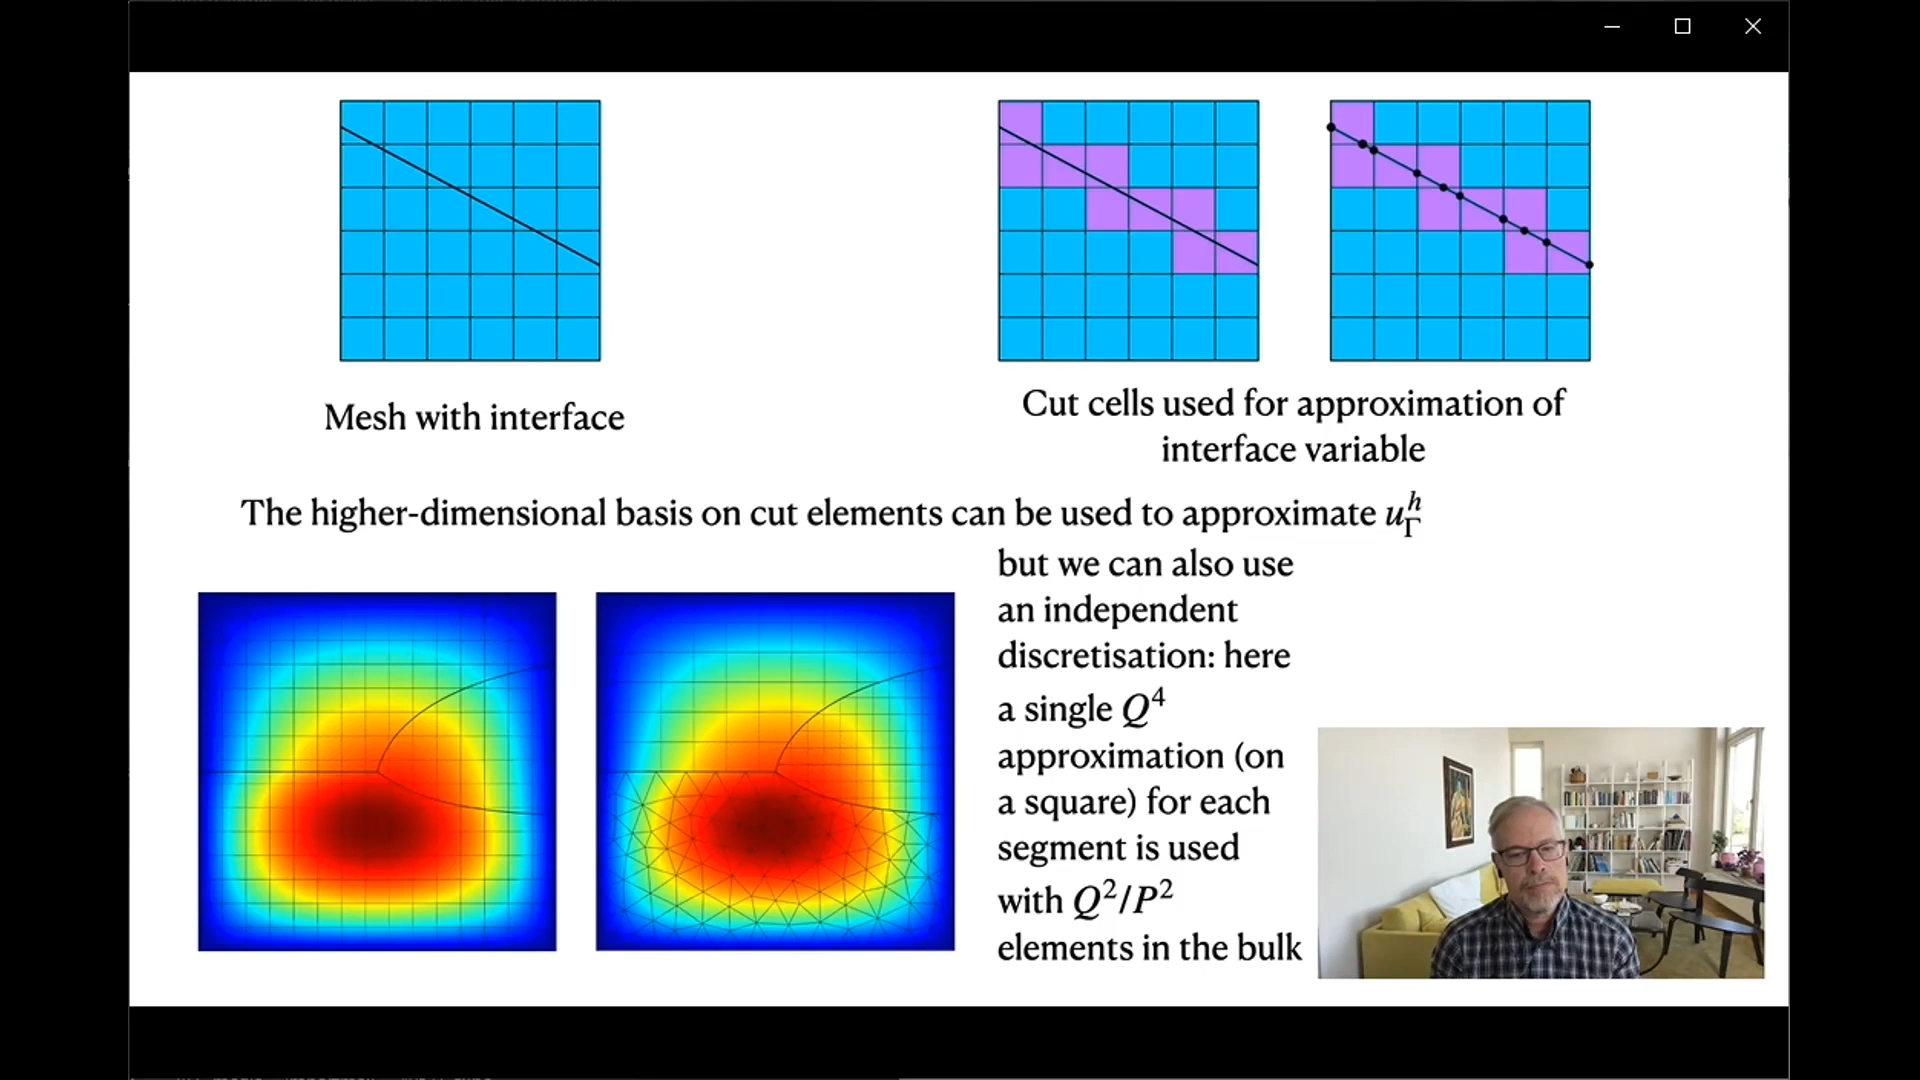 Mesh with interface
Cut cells used for approximation of
interface variable
The higher-dimensional basis on cut elements can be used to approximate $u_\Gamma^h$
but we can also use
an independent
discretisation: here
a single $Q^4$
approximation (on
a square) for each
segment is used
with $Q^2/P^2$
elements in the bulk